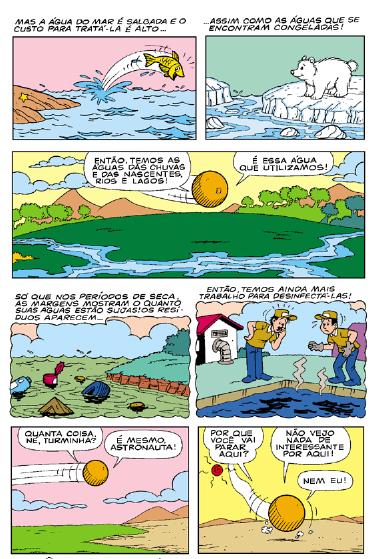 MAS A ÁGUA DO MAR É SALGADA E O
CUSTO PARA TRATÁ-LA É ALTO...
...ASSIM COMO AS ÁGUAS QUE SE
ENCONTRAM CONGELADAS!
ENTÃO, TEMOS AS
ÁGUAS DAS CHUVAS
E DAS NASCENTES,
RIOS E LAGOS!
É ESSA ÁGUA
QUE UTILIZAMOS!
SÓ QUE NOS PERÍODOS DE SECA,
AS MARGENS MOSTRAM O QUANTO
SUAS ÁGUAS ESTÃO SUJAS! OS RESÍ-
DUOS APARECEM...
ENTÃO, TEMOS AINDA MAIS
TRABALHO PARA DESINFECTÁ-LAS!
QUANTA COISA,
NÉ, TURMINHA?
É MESMO,
ASTRONAUTA!
POR QUE
VOCÊ VAI
PARAR
AQUI?
NÃO VEJO
NADA DE
INTERESSANTE
POR AQUI!
NEM EU!